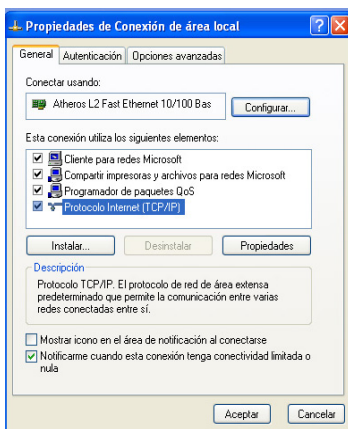 Propiedades de Conexión de área local
General Autenticación Opciones avanzadas
Conectar usando:
Atheros L2 Fast Ethernet 10/100 Bas Configurar...
Esta conexión utiliza los siguientes elementos:
Cliente para redes Microsoft
Compartir impresoras y archivos para redes Microsoft
Programador de paquetes QoS
Protocolo Internet (TCP/IP)
Instalar... Desinstalar Propiedades
Descripción
Protocolo TCP/IP. El protocolo de red de área extensa
predeterminado que permite la comunicación entre varias
redes conectadas entre sí.
Mostrar icono en el área de notificación al conectarse
Notificarme cuando esta conexión tenga conectividad limitada o
nula
Aceptar Cancelar